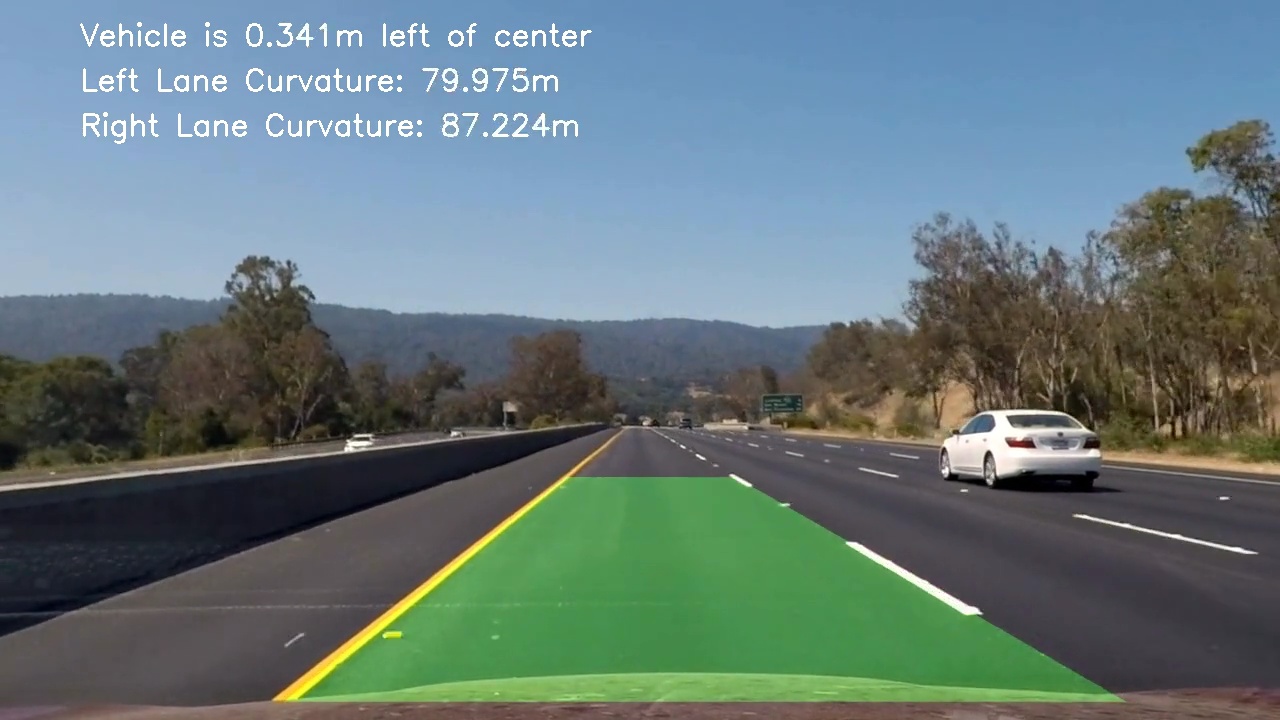 Vehicle is 0.341m left of center
Left Lane Curvature: 79.975m
Right Lane Curvature: 87.224m